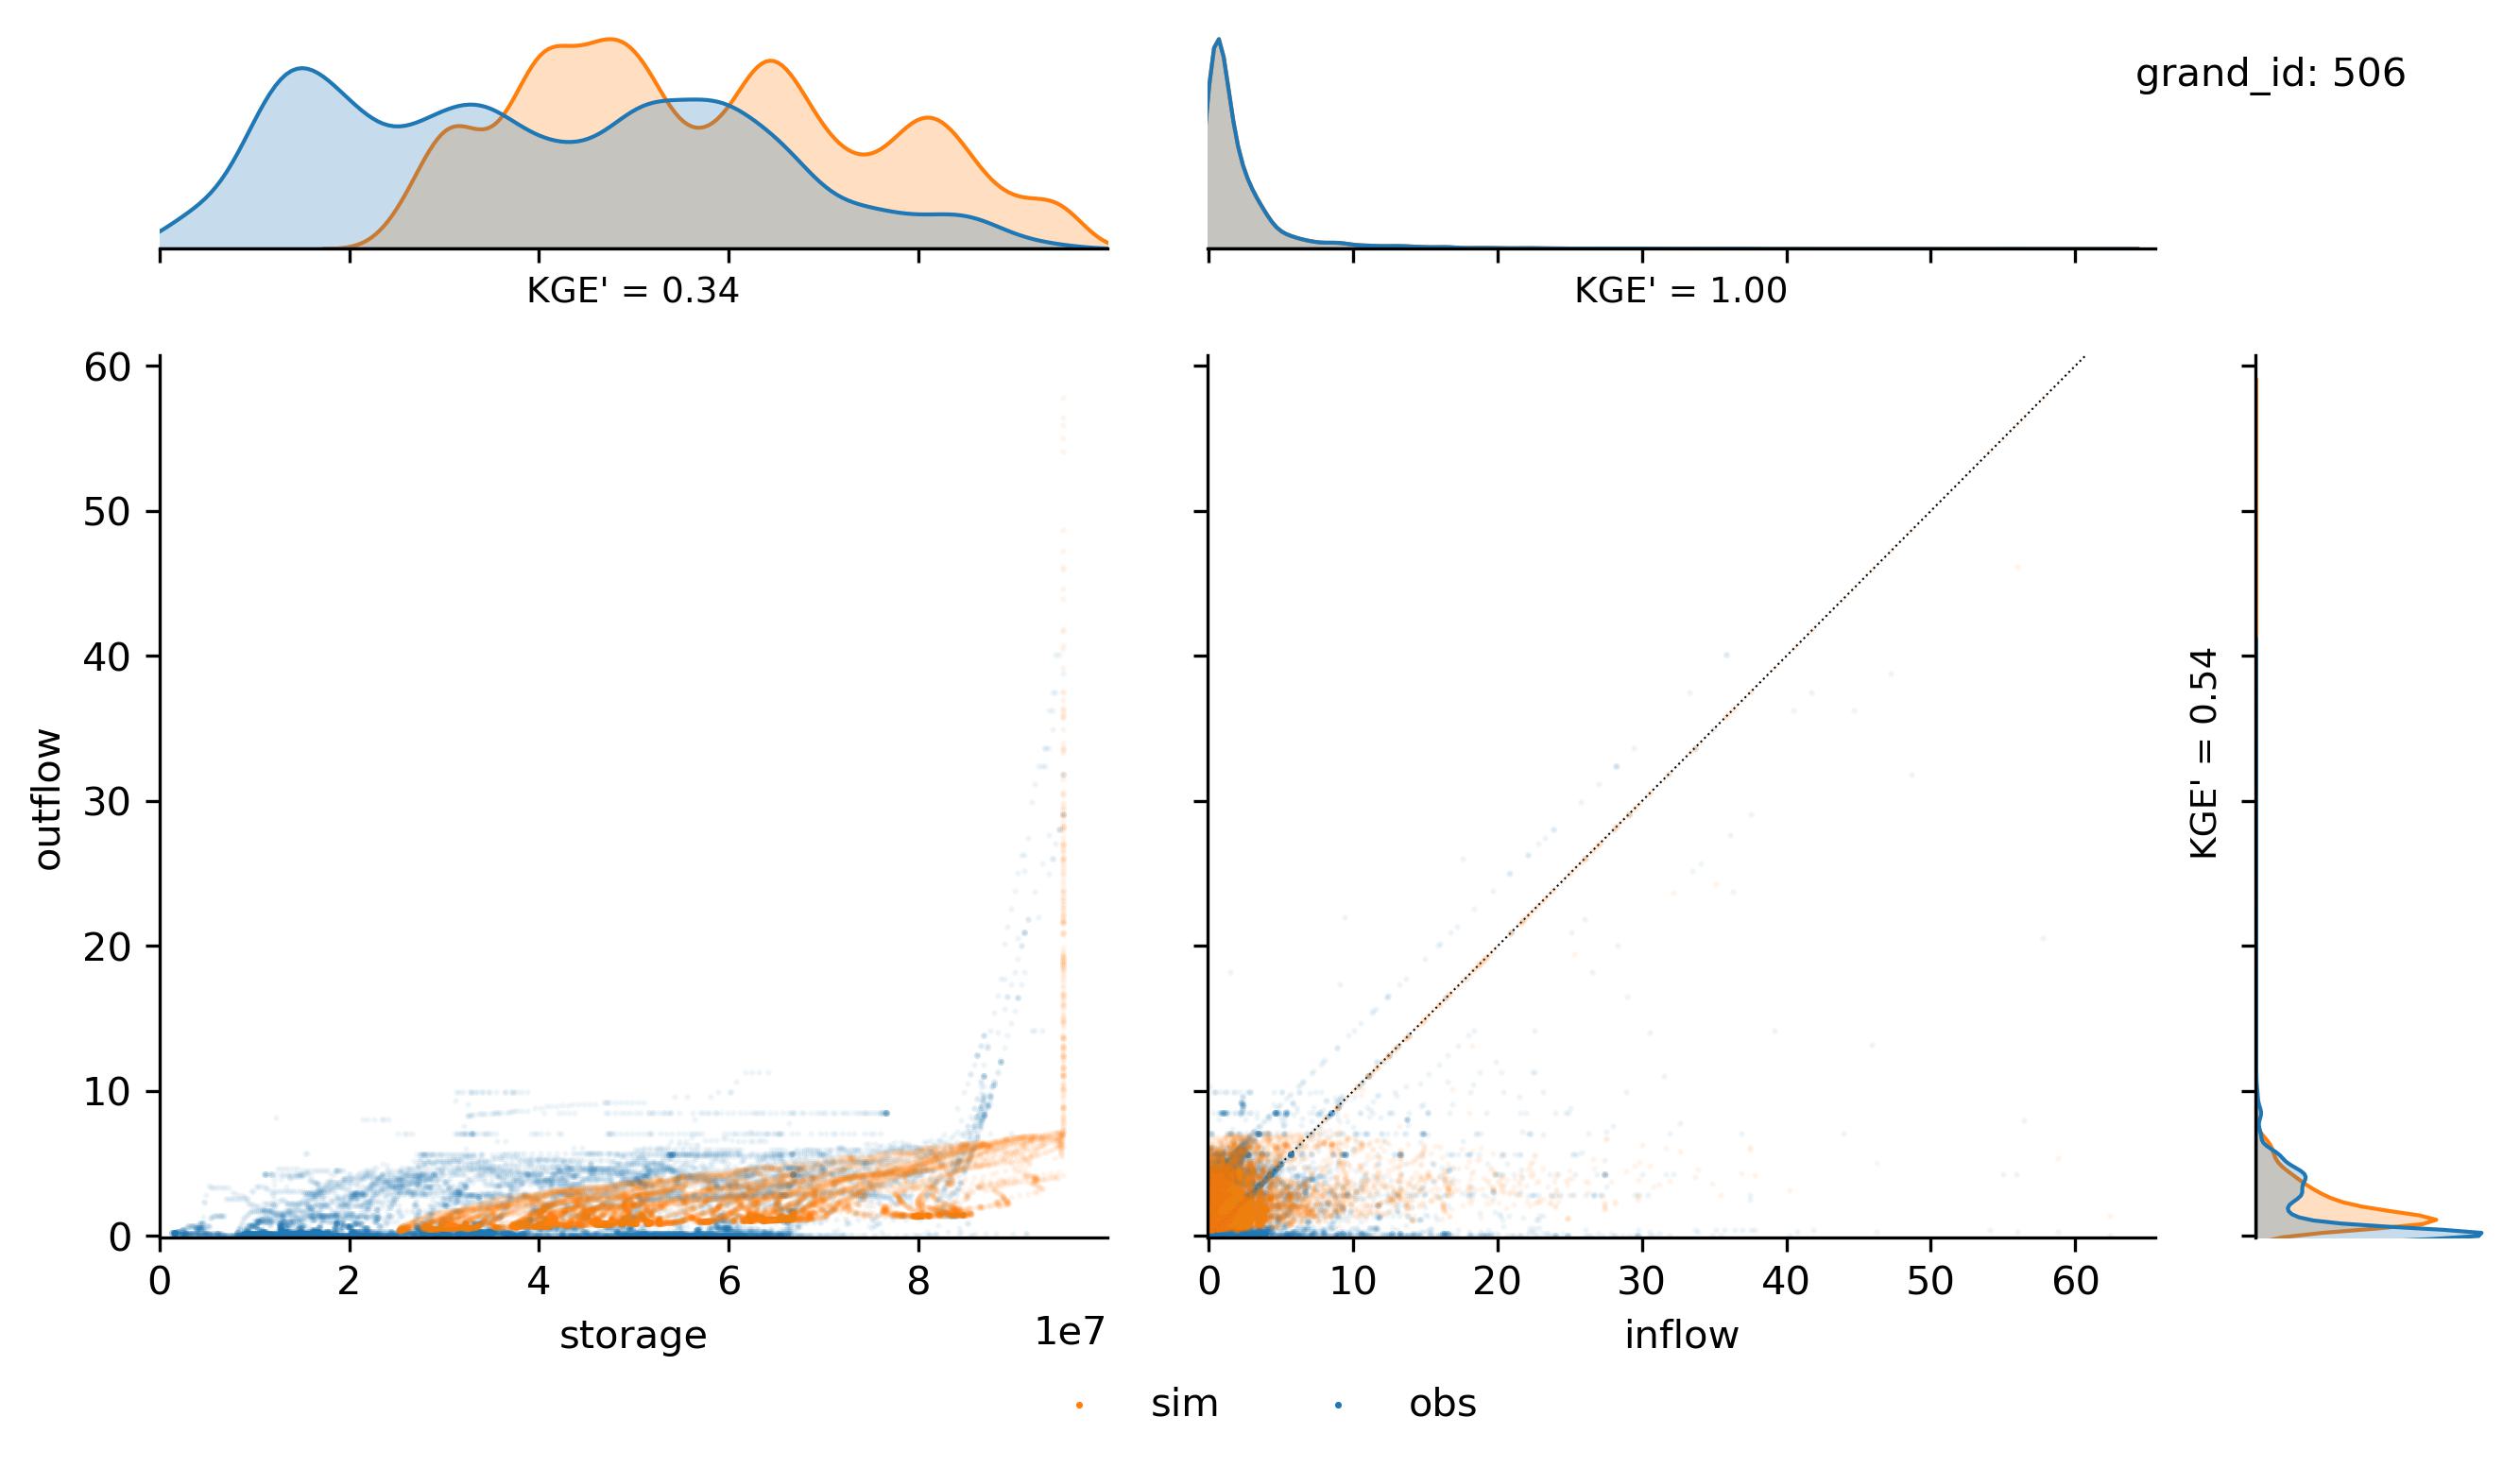 grand_id: 506
KGE' = 0.34
KGE' = 1.00
60
50
40
30
20
10
0
outflow
KGE' = 0.54
0 2 4 6 8
0 10 20 30 40 50 60
storage
1e7
inflow
sim
obs